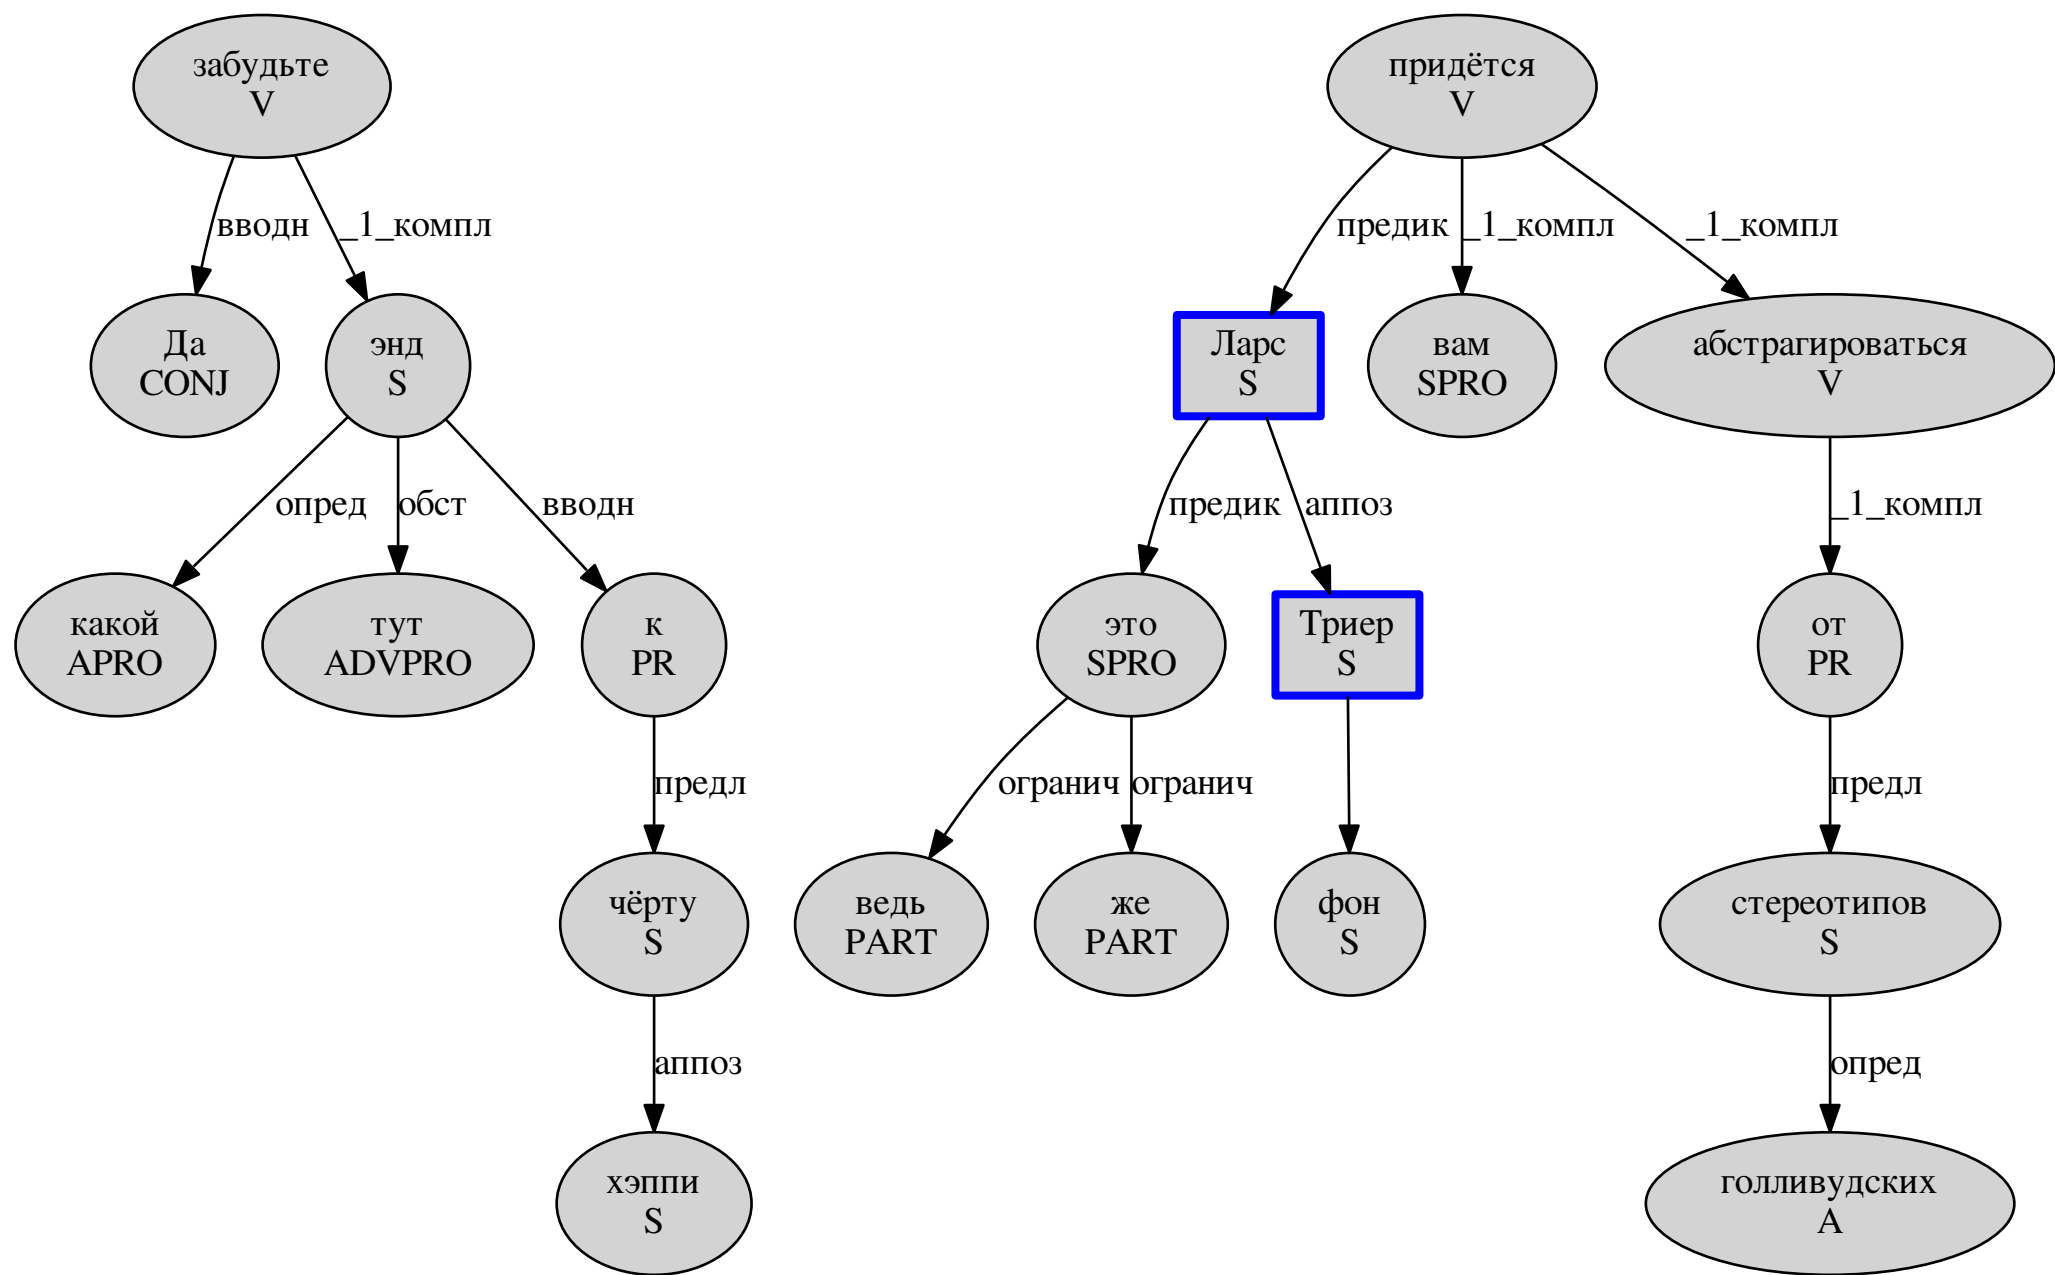 забудьте
V
придётся
V
вводн
_1_компл
предик
_1_компл
_1_компл
Да
CONJ
энд
S
Ларс
S
вам
SPRO
абстрагироваться
V
опред
обст
вводн
предик
аппоз
_1_компл
какой
APRO
тут
ADVPRO
к
PR
это
SPRO
Триер
S
от
PR
предл
огранич
огранич
предл
чёрту
S
ведь
PART
же
PART
фон
S
стереотипов
S
аппоз
опред
хэппи
S
голливудских
A